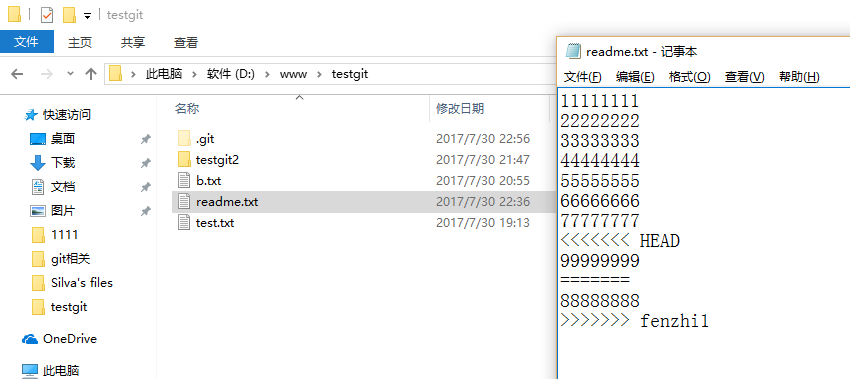 testgit
文件 主页 共享 查看
此电脑 > 软件 (D:) > www > testgit
名称 修改日期
快速访问
桌面
下载
文档
图片
1111
git相关
Silva's files
testgit
OneDrive
此电脑
.git 2017/7/30 22:56
testgit2 2017/7/30 21:47
b.txt 2017/7/30 20:55
readme.txt 2017/7/30 22:36
test.txt 2017/7/30 19:13
readme.txt - 记事本
文件(F) 编辑(E) 格式(O) 查看(V) 帮助(H)
11111111
22222222
33333333
44444444
55555555
66666666
77777777
<<<<<<< HEAD
99999999
=======
88888888
>>>>>>> fenzhi1